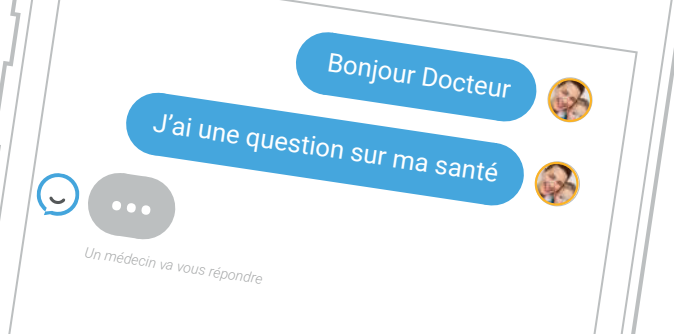 Bonjour Docteur
J'ai une question sur ma santé
Un médecin va vous répondre